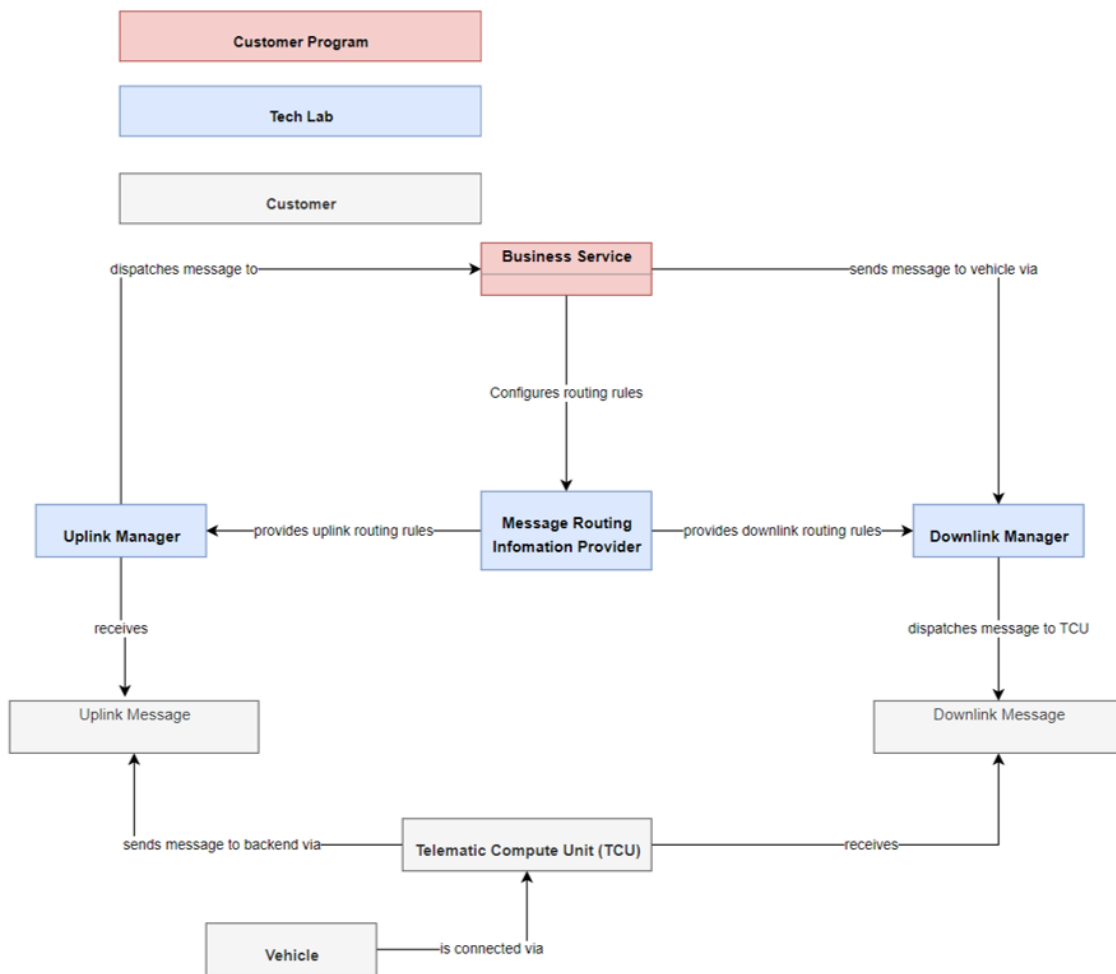 Customer Program
Tech Lab
Customer
Business Service
dispatches message to
sends message to vehicle via
Configures routing rules
Uplink Manager
provides uplink routing rules
Message Routing
Infomation Provider
provides downlink routing rules
Downlink Manager
receives
dispatches message to TCU
Uplink Message
Downlink Message
sends message to backend via
Telematic Compute Unit (TCU)
receives
Vehicle
is connected via